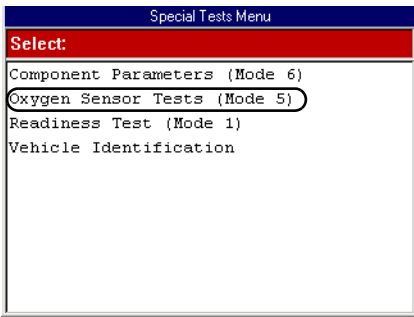 Special Tests Menu
Select:
Component Parameters (Mode 6)
Oxygen Sensor Tests (Mode 5)
Readiness Test (Mode 1)
Vehicle Identification